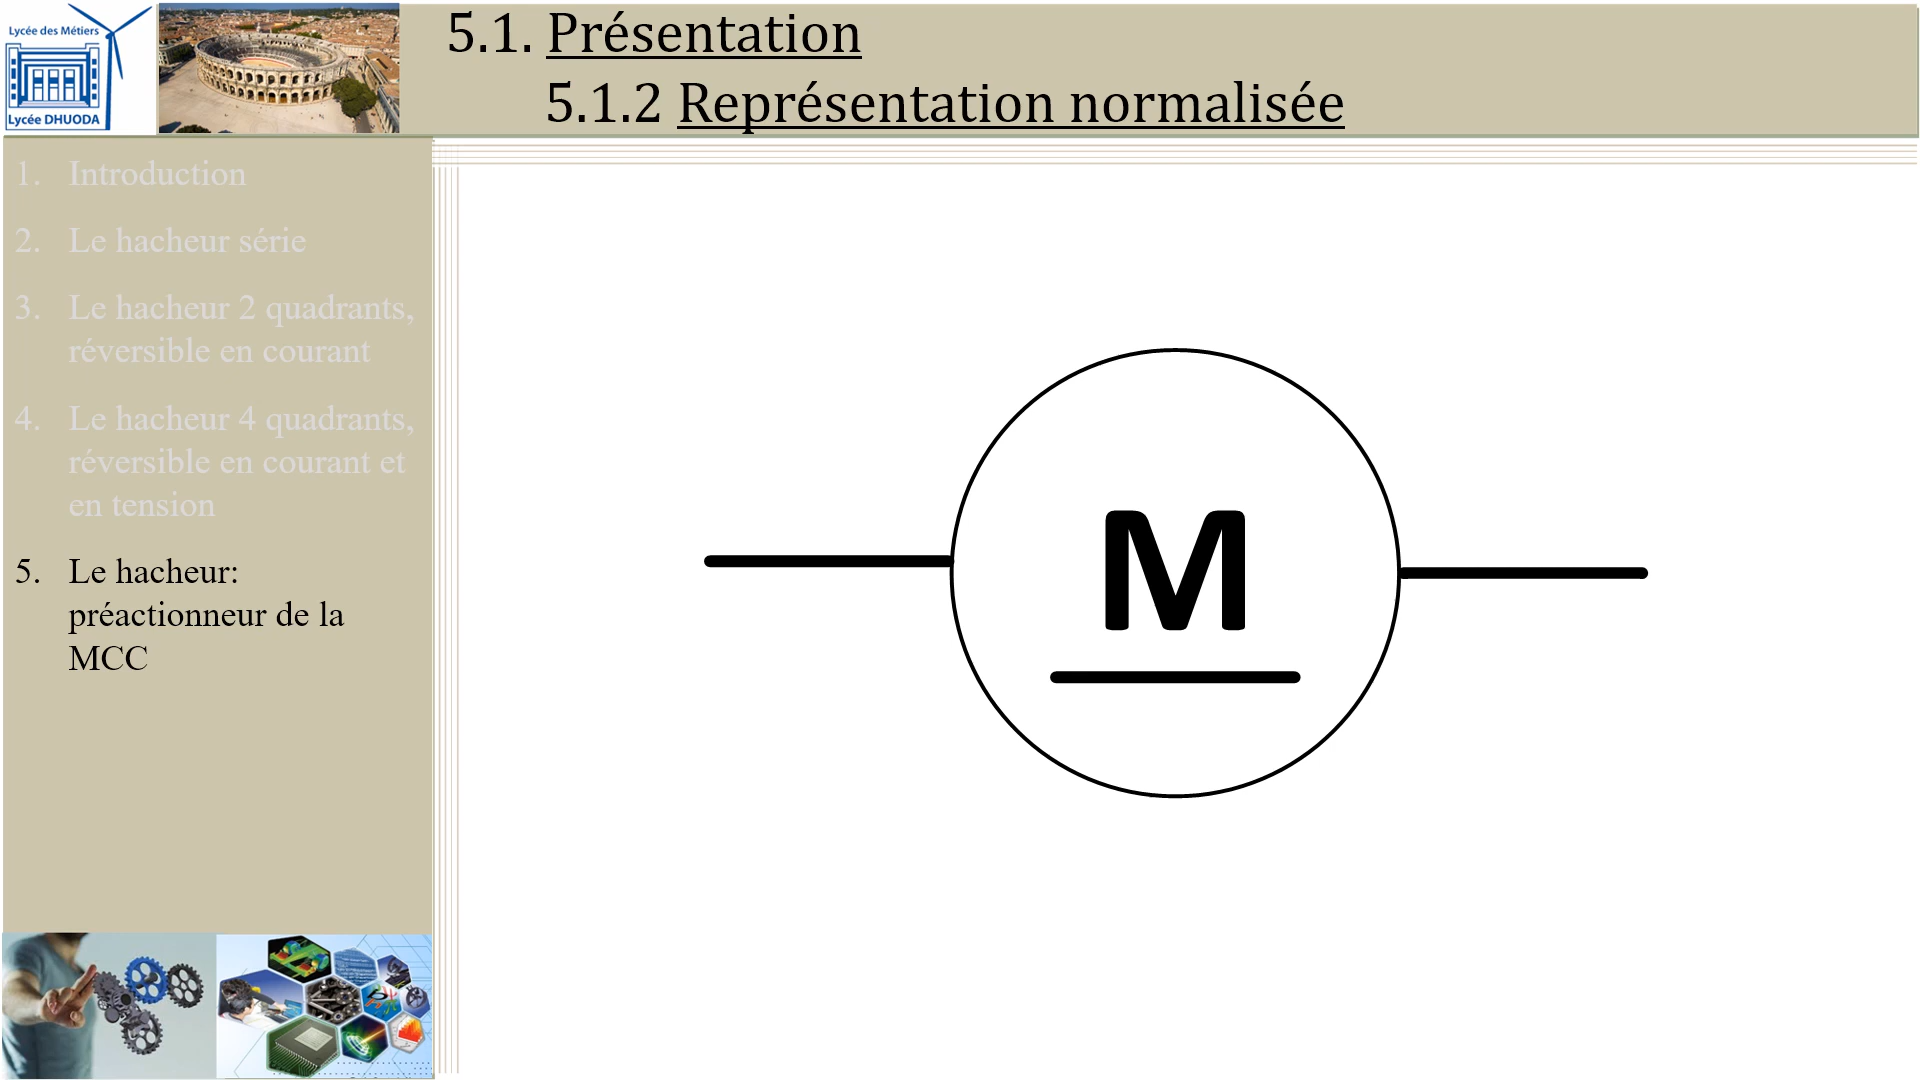 Lycée des Métiers
Lycée DHUODA
5.1. Présentation
5.1.2 Représentation normalisée
1. Introduction
2. Le hacheur série
3. Le hacheur 2 quadrants,
réversible en courant
4. Le hacheur 4 quadrants,
réversible en courant et
en tension
5. Le hacheur:
préactionneur de la
MCC
M